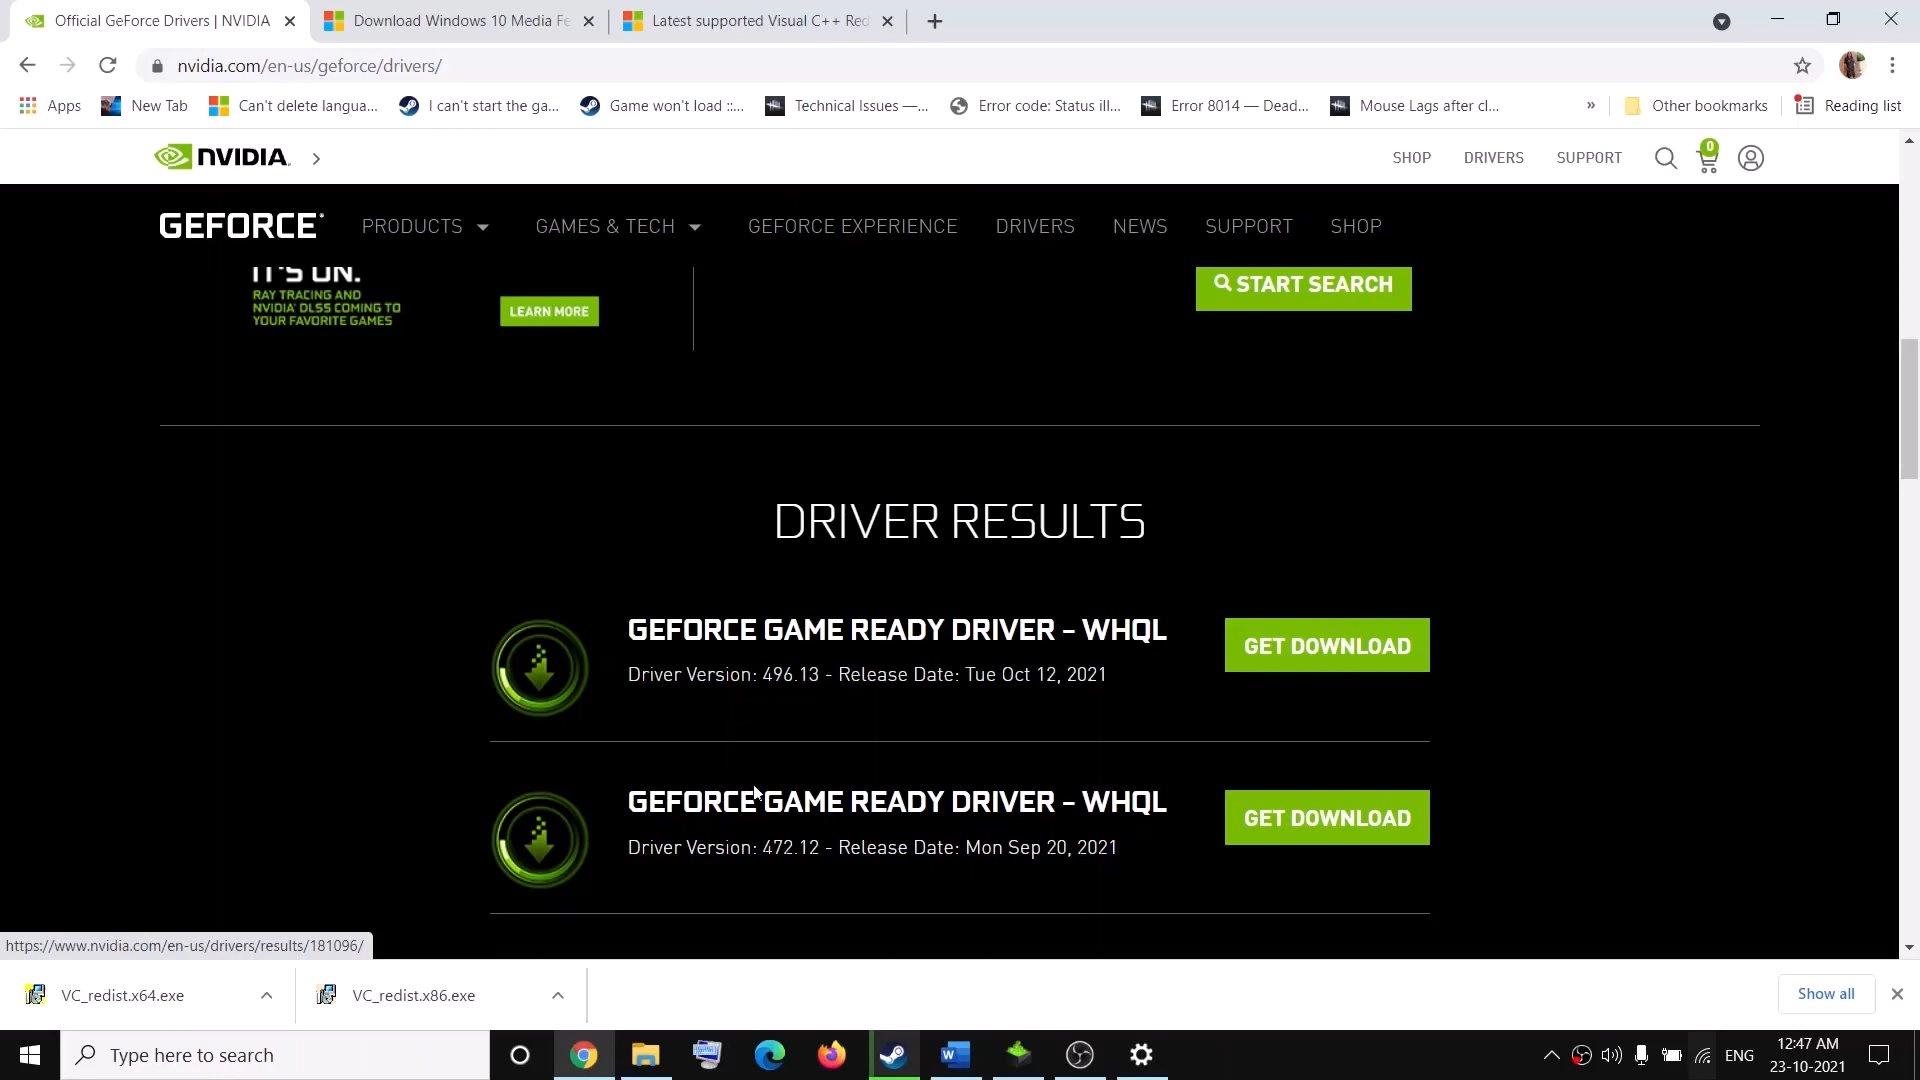 Official GeForce Drivers | NVIDIA
Download Windows 10 Media Fe
Latest supported Visual C++ Red
nvidia.com/en-us/geforce/drivers/
Apps
New Tab
Can't delete langua...
I can't start the ga...
Game won't load ::...
Technical Issues —...
Error code: Status ill...
Error 8014 — Dead...
Mouse Lags after cl...
»
Other bookmarks
Reading list
NVIDIA.
SHOP
DRIVERS
SUPPORT
0
GEFORCE
PRODUCTS
GAMES & TECH
GEFORCE EXPERIENCE
DRIVERS
NEWS
SUPPORT
SHOP
IT'S ON.
RAY TRACING AND
NVIDIA DLSS COMING TO
YOUR FAVORITE GAMES
LEARN MORE
START SEARCH
DRIVER RESULTS
GEFORCE GAME READY DRIVER - WHQL
Driver Version: 496.13 - Release Date: Tue Oct 12, 2021
GET DOWNLOAD
GEFORCE GAME READY DRIVER - WHQL
Driver Version: 472.12 - Release Date: Mon Sep 20, 2021
GET DOWNLOAD
https://www.nvidia.com/en-us/drivers/results/181096/
VC_redist.x64.exe
VC_redist.x86.exe
Show all
Type here to search
ENG
12:47 AM
23-10-2021